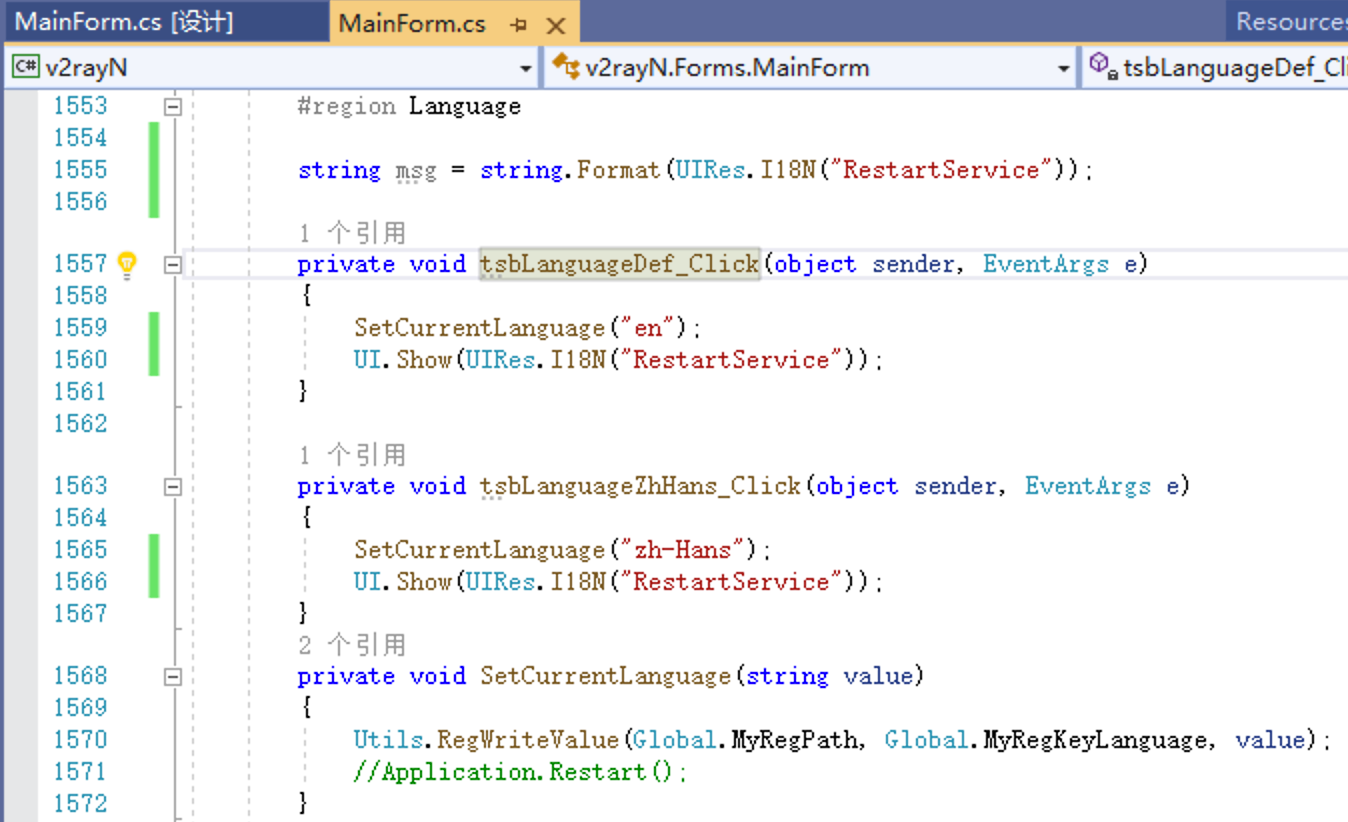 MainForm.cs [设计] MainForm.cs Resources
C# v2rayN v2rayN.Forms.MainForm tsbLanguageDef_Cli
1553 #region Language
1554
1555 string msg = string.Format(UIRes.I18N("RestartService"));
1556
1 个引用
1557 private void tsbLanguageDef_Click(object sender, EventArgs e)
1558 {
1559 SetCurrentLanguage("en");
1560 UI.Show(UIRes.I18N("RestartService"));
1561 }
1562
1 个引用
1563 private void tsbLanguageZhHans_Click(object sender, EventArgs e)
1564 {
1565 SetCurrentLanguage("zh-Hans");
1566 UI.Show(UIRes.I18N("RestartService"));
1567 }
2 个引用
1568 private void SetCurrentLanguage(string value)
1569 {
1570 Utils.RegWriteValue(Global.MyRegPath, Global.MyRegKeyLanguage, value);
1571 //Application.Restart();
1572 }